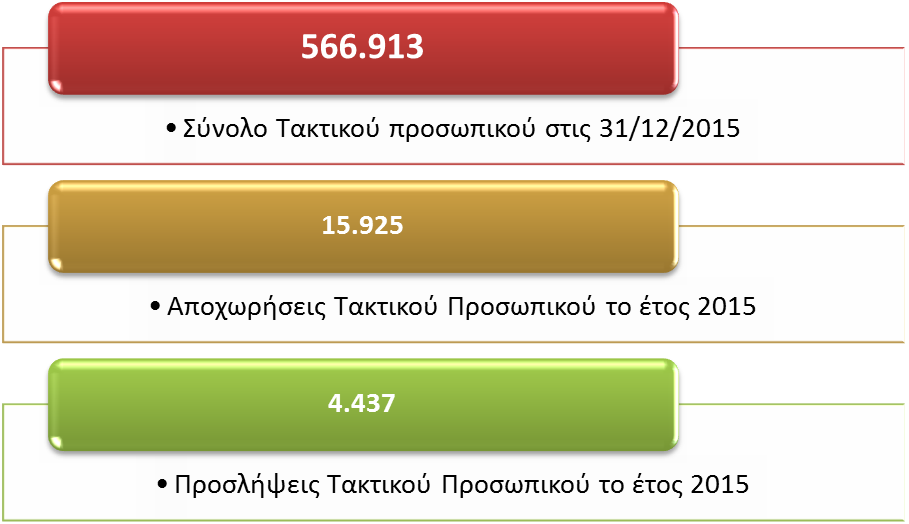 566.913
• Σύνολο Τακτικού προσωπικού στις 31/12/2015
15.925
• Αποχωρήσεις Τακτικού Προσωπικού το έτος 2015
4.437
• Προσλήψεις Τακτικού Προσωπικού το έτος 2015